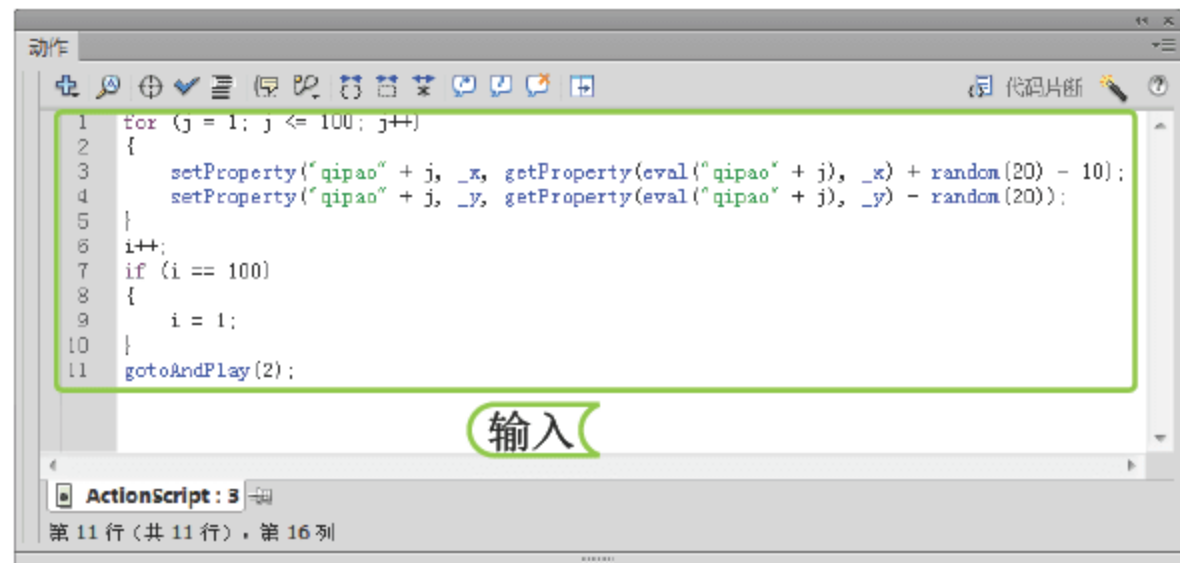 动作
代码片断
1 for (j = 1; j <= 100; j++)
2 {
3 setProperty("qipao" + j, _x, getProperty(eval("qipao" + j), _x) + random(20) - 10);
4 setProperty("qipao" + j, _y, getProperty(eval("qipao" + j), _y) - random(20));
5 }
6 i++;
7 if (i == 100)
8 {
9 i = 1;
10 }
11 gotoAndPlay(2);
输入
ActionScript : 3
第 11 行（共 11 行），第 16 列